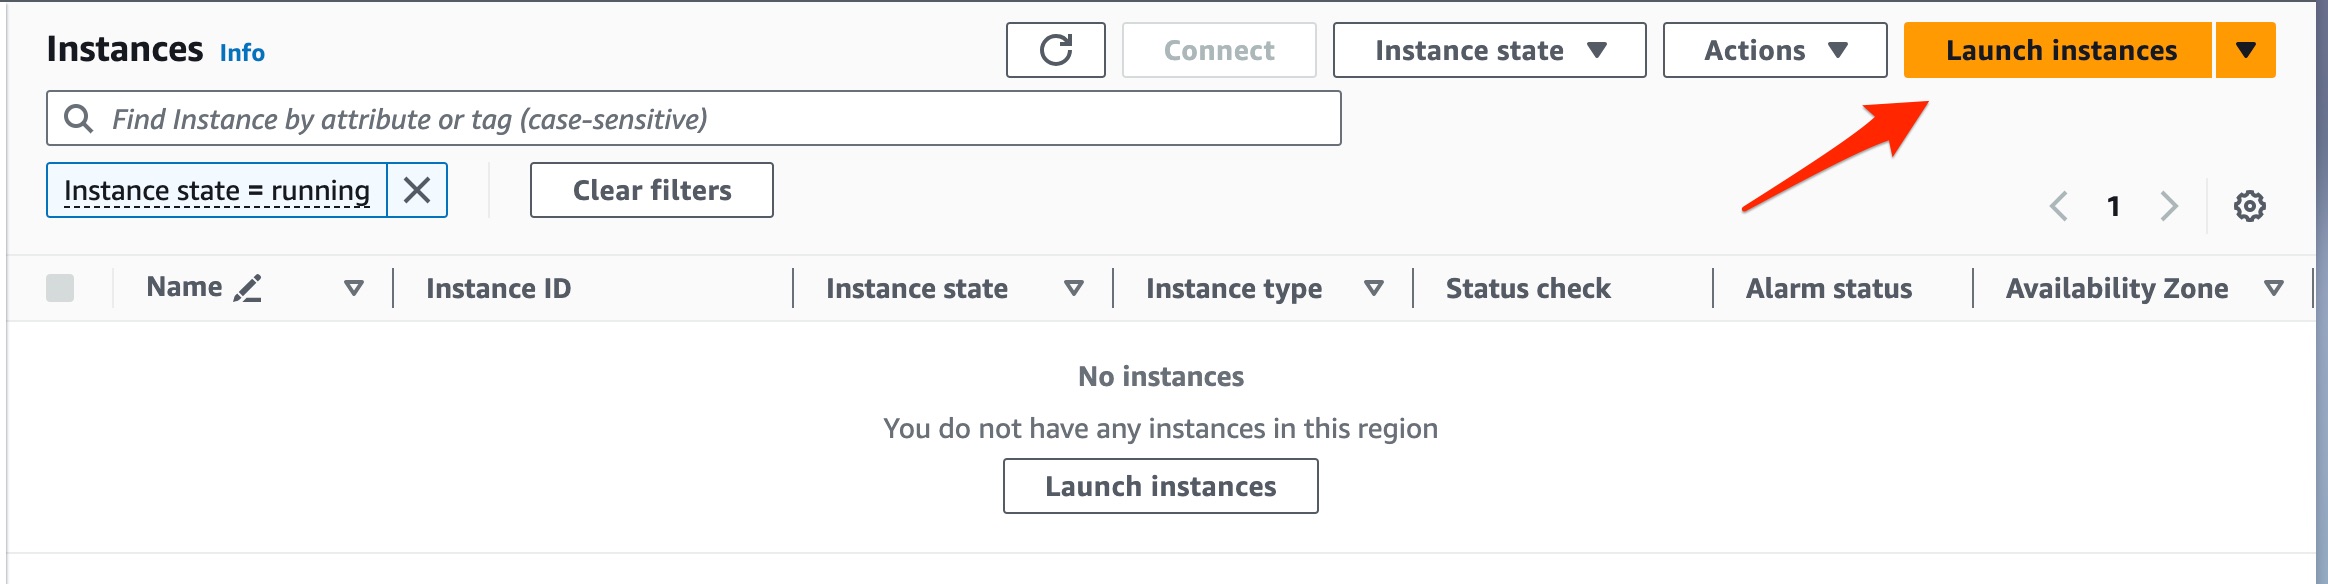 Instances Info
Connect
Instance state
Actions
Launch instances
Find Instance by attribute or tag (case-sensitive)
Instance state = running
Clear filters
1
Name
Instance ID
Instance state
Instance type
Status check
Alarm status
Availability Zone
No instances
You do not have any instances in this region
Launch instances